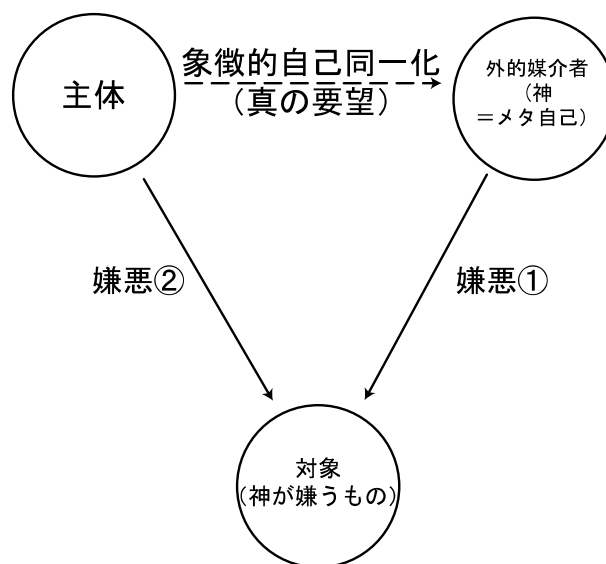 主体
象徴的自己同一化
（真の要望）
外的媒介者
（神
＝メタ自己）
嫌悪②
嫌悪①
対象
（神が嫌うもの）